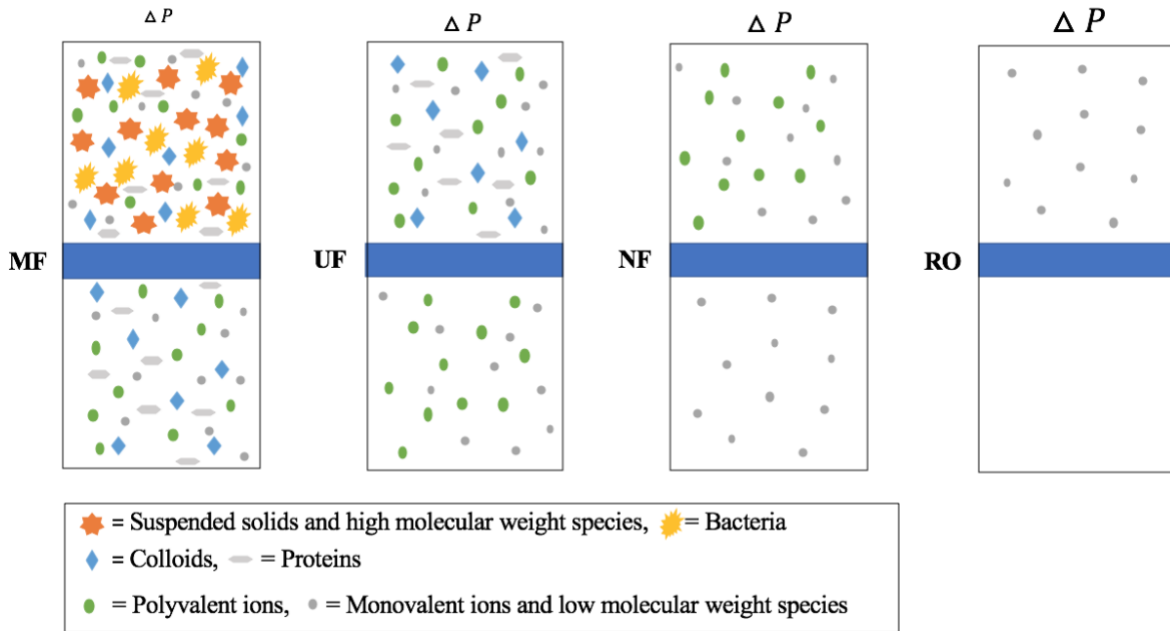 Δ P
Δ P
Δ P
Δ P
MF
UF
NF
RO
= Suspended solids and high molecular weight species, = Bacteria
= Colloids, = Proteins
= Polyvalent ions, = Monovalent ions and low molecular weight species